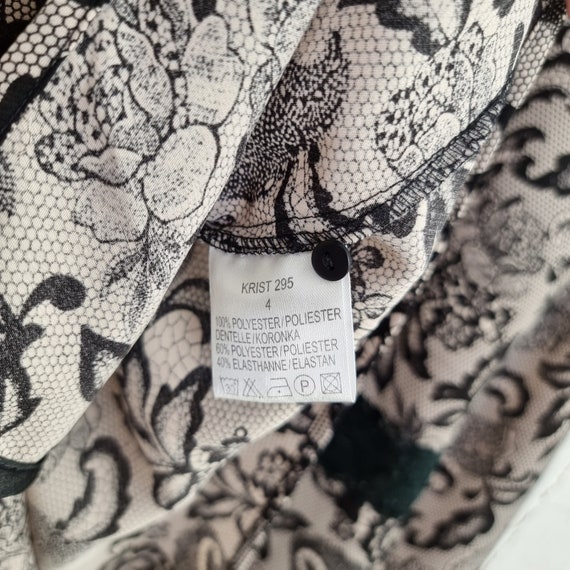 KRIST 295
4
100% POLYESTER/POLIESTER
DENTELLE/KORONKA
60% POLYESTER/POLIESTER
40% ELASTHANNE/ELASTAN
P